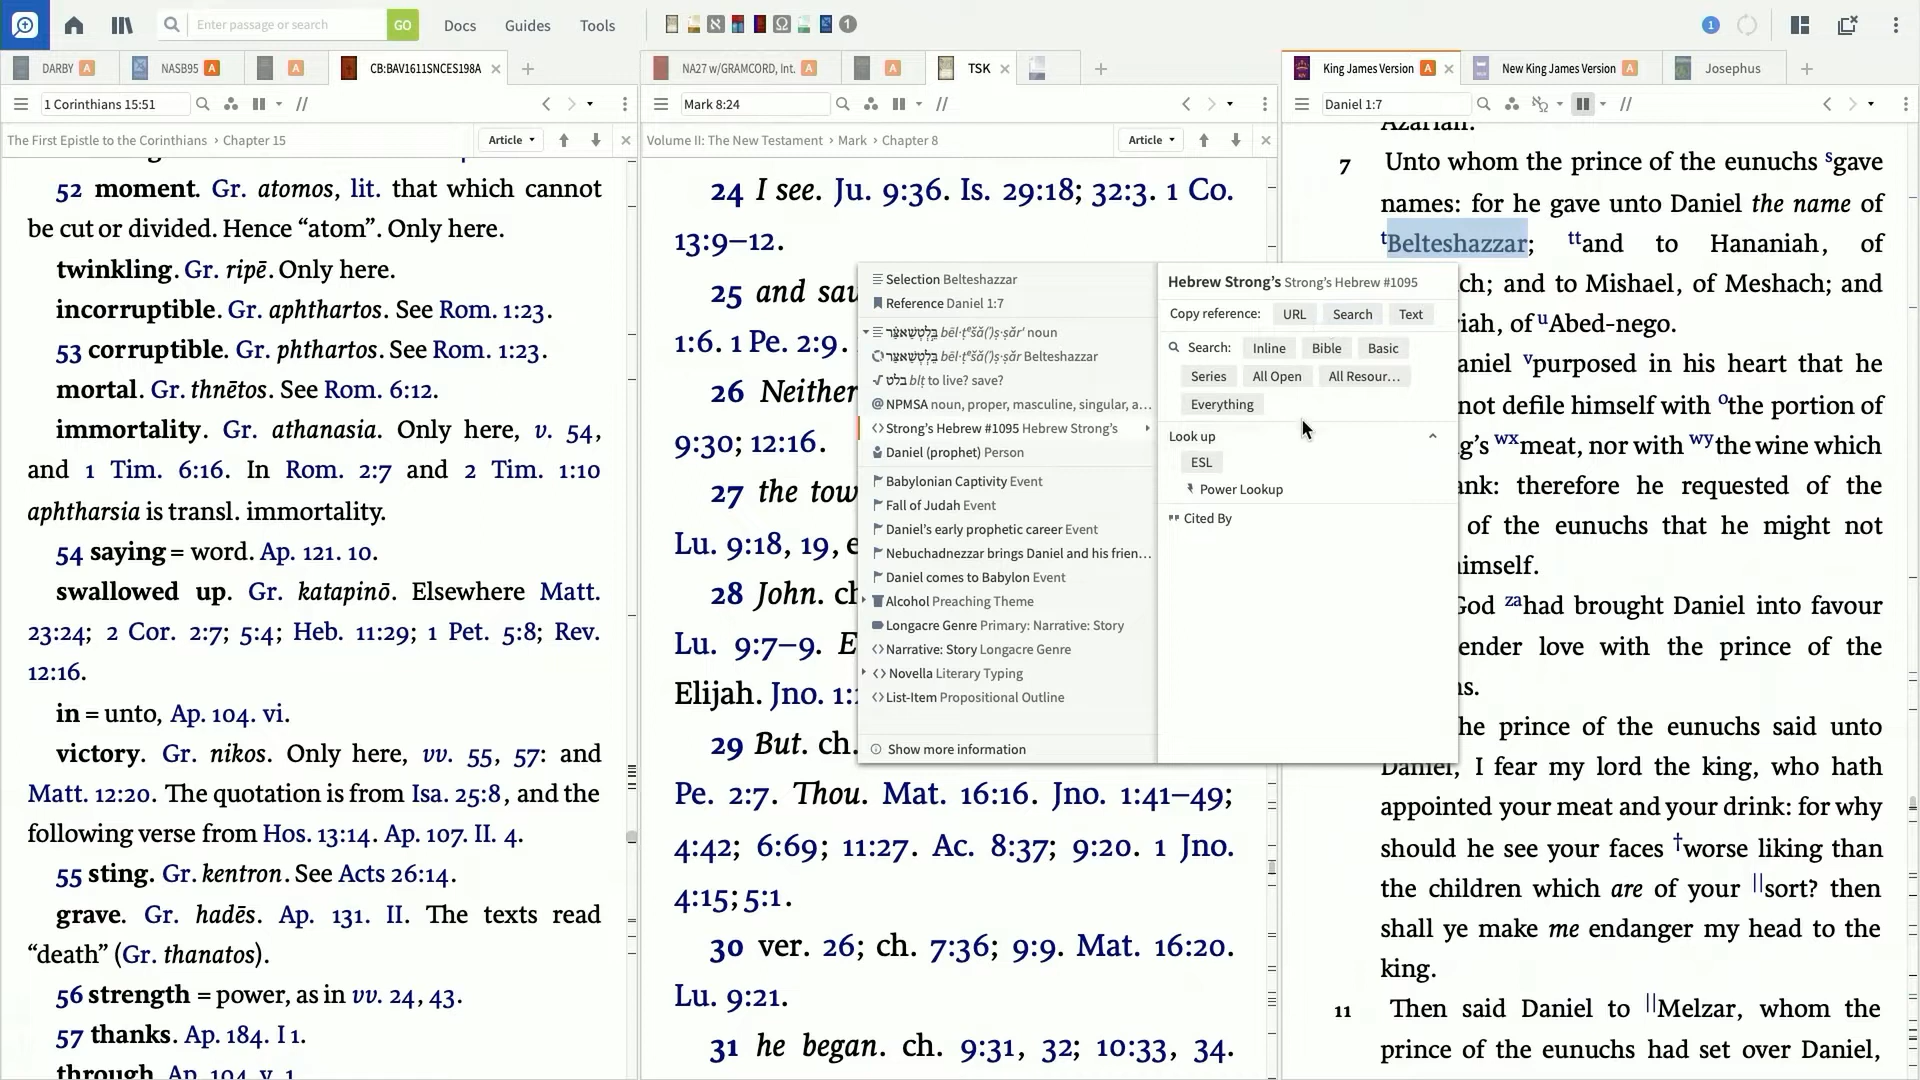 Enter passage or search
GO
Docs
Guides
Tools
1
1
DARBY A
NASB95 A
A
CB:BAV1611SNCES198A
NA27 w/GRAMCORD, Int. A
A
TSK
King James Version A
New King James Version A
Josephus
1 Corinthians 15:51
The First Epistle to the Corinthians › Chapter 15
Article
52 moment. Gr. atomos, lit. that which cannot
be cut or divided. Hence “atom”. Only here.
twinkling. Gr. ripē. Only here.
incorruptible. Gr. aphthartos. See Rom. 1:23.
53 corruptible. Gr. phthartos. See Rom. 1:23.
mortal. Gr. thnētos. See Rom. 6:12.
immortality. Gr. athanasia. Only here, v. 54,
and 1 Tim. 6:16. In Rom. 2:7 and 2 Tim. 1:10
aphtharsia is transl. immortality.
54 saying = word. Ap. 121. 10.
swallowed up. Gr. katapinō. Elsewhere Matt.
23:24; 2 Cor. 2:7; 5:4; Heb. 11:29; 1 Pet. 5:8; Rev.
12:16.
in = unto, Ap. 104. vi.
victory. Gr. nikos. Only here, vv. 55, 57: and
Matt. 12:20. The quotation is from Isa. 25:8, and the
following verse from Hos. 13:14. Ap. 107. II. 4.
55 sting. Gr. kentron. See Acts 26:14.
grave. Gr. hadēs. Ap. 131. II. The texts read
“death” (Gr. thanatos).
56 strength = power, as in vv. 24, 43.
57 thanks. Ap. 184. I 1.
through. Ap. 104. v. 1.
Mark 8:24
Volume II: The New Testament › Mark › Chapter 8
Article
24 I see. Ju. 9:36. Is. 29:18; 32:3. 1 Co.
13:9–12.
25 and sav
1:6. 1 Pe. 2:9.
26 Neither
9:30; 12:16.
27 the tow
Lu. 9:18, 19, e
28 John. ch
Lu. 9:7–9. E
Elijah. Jno. 1:
29 But. ch.
Pe. 2:7. Thou. Mat. 16:16. Jno. 1:41–49;
4:42; 6:69; 11:27. Ac. 8:37; 9:20. 1 Jno.
4:15; 5:1.
30 ver. 26; ch. 7:36; 9:9. Mat. 16:20.
Lu. 9:21.
31 he began. ch. 9:31, 32; 10:33, 34.
Selection Belteshazzar
Reference Daniel 1:7
בֵּלְטְשַׁאצַּר bēl·ṭᵉšă(ʾ)ṣ·ṣărʹ noun
בֵּלְטְשַׁאצַּר bēl·ṭᵉšă(ʾ)ṣ·ṣăr Belteshazzar
בלט blṭ to live? save?
NPMSA noun, proper, masculine, singular, a…
Strong’s Hebrew #1095 Hebrew Strong’s
Daniel (prophet) Person
Babylonian Captivity Event
Fall of Judah Event
Daniel’s early prophetic career Event
Nebuchadnezzar brings Daniel and his frien…
Daniel comes to Babylon Event
Alcohol Preaching Theme
Longacre Genre Primary: Narrative: Story
Narrative: Story Longacre Genre
Novella Literary Typing
List-Item Propositional Outline
Show more information
Hebrew Strong’s Strong’s Hebrew #1095
Copy reference: URL Search Text
Search: Inline Bible Basic
Series All Open All Resour…
Everything
Look up
ESL
Power Lookup
Cited By
Daniel 1:7
Azariah.
7 Unto whom the prince of the eunuchs ˢgave
names: for he gave unto Daniel the name of
ᵗBelteshazzar; ᵗᵗand to Hananiah, of
ch; and to Mishael, of Meshach; and
iah, of ᵘAbed-nego.
aniel ᵛpurposed in his heart that he
not defile himself with ᵒthe portion of
g’s ʷˣmeat, nor with ʷʸthe wine which
ank: therefore he requested of the
of the eunuchs that he might not
imself.
God ᶻᵃhad brought Daniel into favour
ender love with the prince of the
s.
he prince of the eunuchs said unto
Daniel, I fear my lord the king, who hath
appointed your meat and your drink: for why
should he see your faces †worse liking than
the children which are of your ||sort? then
shall ye make me endanger my head to the
king.
11 Then said Daniel to ||Melzar, whom the
prince of the eunuchs had set over Daniel,